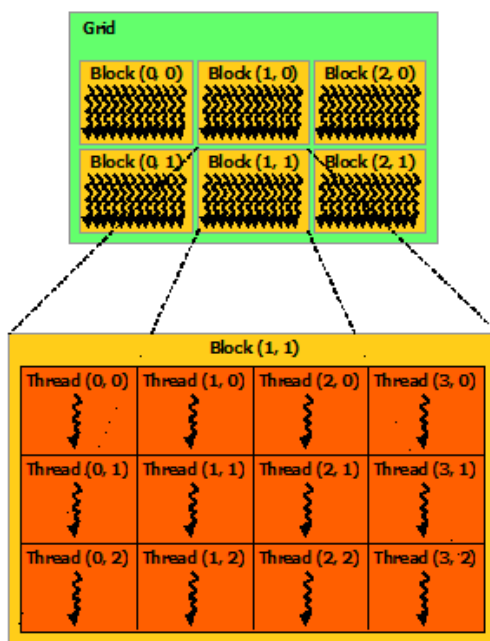 Grid
Block (0, 0) Block (1, 0) Block (2, 0)
Block (0, 1) Block (1, 1) Block (2, 1)
Block (1, 1)
Thread (0, 0) Thread (1, 0) Thread (2, 0) Thread (3, 0)
Thread (0, 1) Thread (1, 1) Thread (2, 1) Thread (3, 1)
Thread (0, 2) Thread (1, 2) Thread (2, 2) Thread (3, 2)